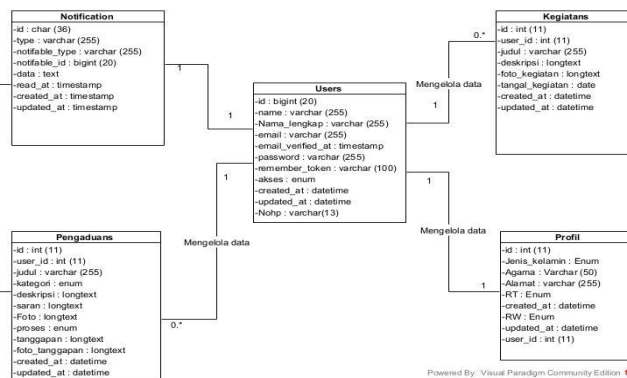 Notification
-id : char (36)
-type : varchar (255)
-notifable_type : varchar (255)
-notifable_id : bigint (20)
-data : text
-read_at : timestamp
-created_at : timestamp
-updated_at : timestamp
Kegiatans
-id : int (11)
-user_id : int (11)
-judul : varchar (255)
-deskripsi : longtext
-foto_kegiatan : longtext
-tangal_kegiatan : date
-created_at : datetime
-updated_at : datetime
1
1
0.*
Mengelola data
1
Users
-id : bigint (20)
-name : varchar (255)
-Nama_lengkap : varchar (255)
-email : varchar (255)
-email_verified_at : timestamp
-password : varchar (255)
-remember_token : varchar (100)
-akses : enum
-created_at : datetime
-updated_at : datetime
-Nohp : varchar(13)
1
Mengelola data
0.*
1
Mengelola data
1
Pengaduans
-id : int (11)
-user_id : int (11)
-judul : varchar (255)
-kategori : enum
-deskripsi : longtext
-saran : longtext
-Foto : longtext
-proses : enum
-tanggapan : longtext
-foto_tanggapan : longtext
-created_at : datetime
-updated_at : datetime
Profil
-id : int (11)
-Jenis_kelamin : Enum
-Agama : Varchar (50)
-Alamat : varchar (255)
-RT : Enum
-created_at : datetime
-RW : Enum
-updated_at : datetime
-user_id : int (11)
Powered By: Visual Paradigm Community Edition